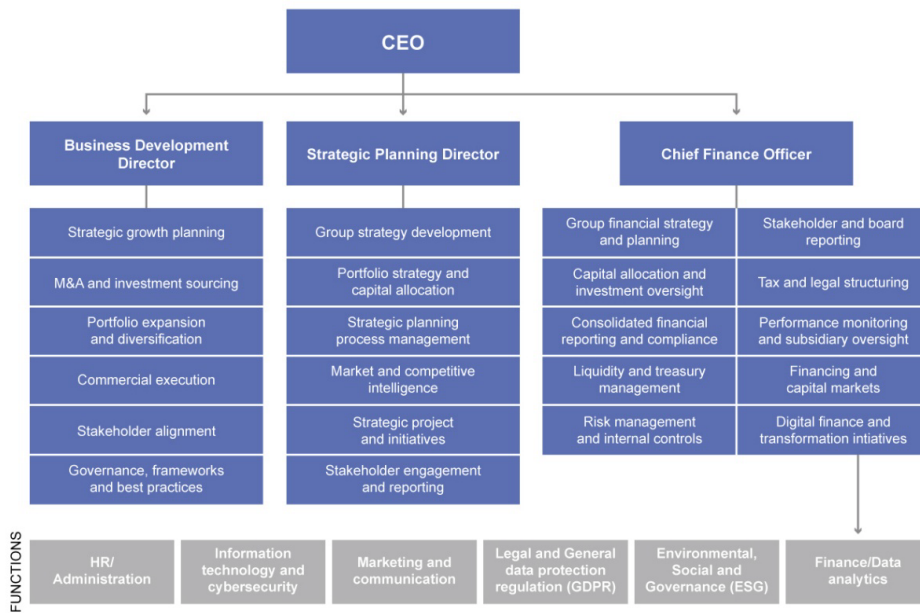 CEO
Business Development
Director
Strategic Planning Director
Chief Finance Officer
Strategic growth planning
M&A and investment sourcing
Portfolio expansion
and diversification
Commercial execution
Stakeholder alignment
Governance, frameworks
and best practices
Group strategy development
Portfolio strategy and
capital allocation
Strategic planning
process management
Market and competitive
intelligence
Strategic project
and initiatives
Stakeholder engagement
and reporting
Group financial strategy
and planning
Capital allocation and
investment oversight
Consolidated financial
reporting and compliance
Liquidity and treasury
management
Risk management
and internal controls
Stakeholder and board
reporting
Tax and legal structuring
Performance monitoring
and subsidiary oversight
Financing and
capital markets
Digital finance and
transformation intiatives
FUNCTIONS
HR/
Administration
Information
technology and
cybersecurity
Marketing and
communication
Legal and General
data protection
regulation (GDPR)
Environmental,
Social and
Governance (ESG)
Finance/Data
analytics